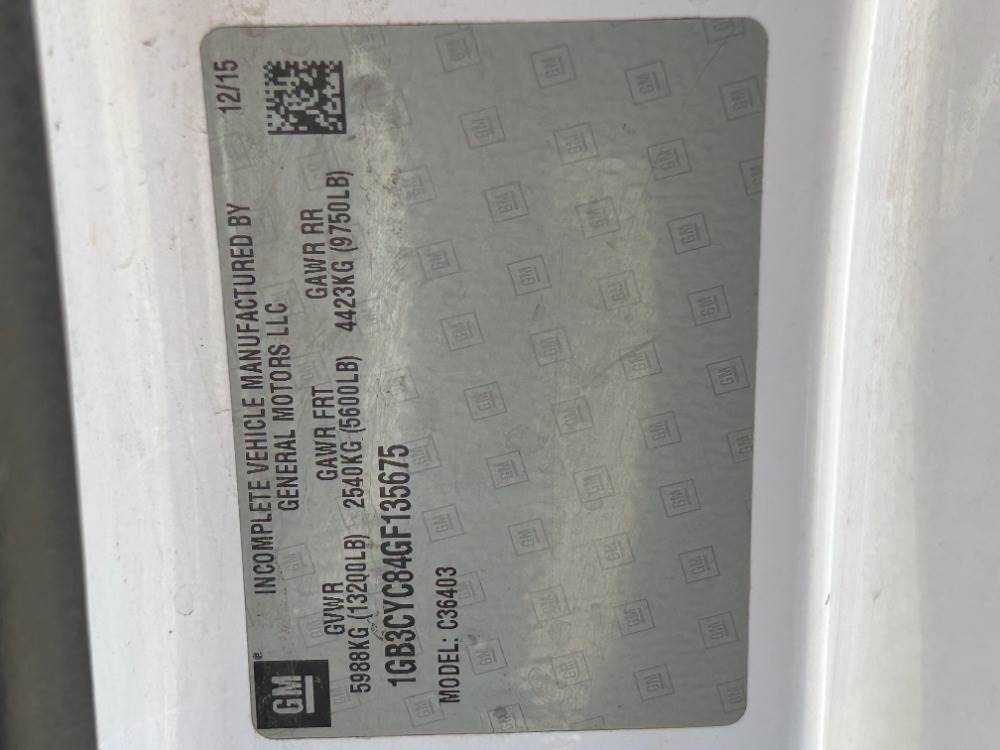 GM
INCOMPLETE VEHICLE MANUFACTURED BY 12/15
GENERAL MOTORS LLC
GVWR GAWR FRT GAWR RR
5988KG (13200LB) 2540KG (5600LB) 4423KG (9750LB)
1GB3CYC84GF135675
MODEL: C36403